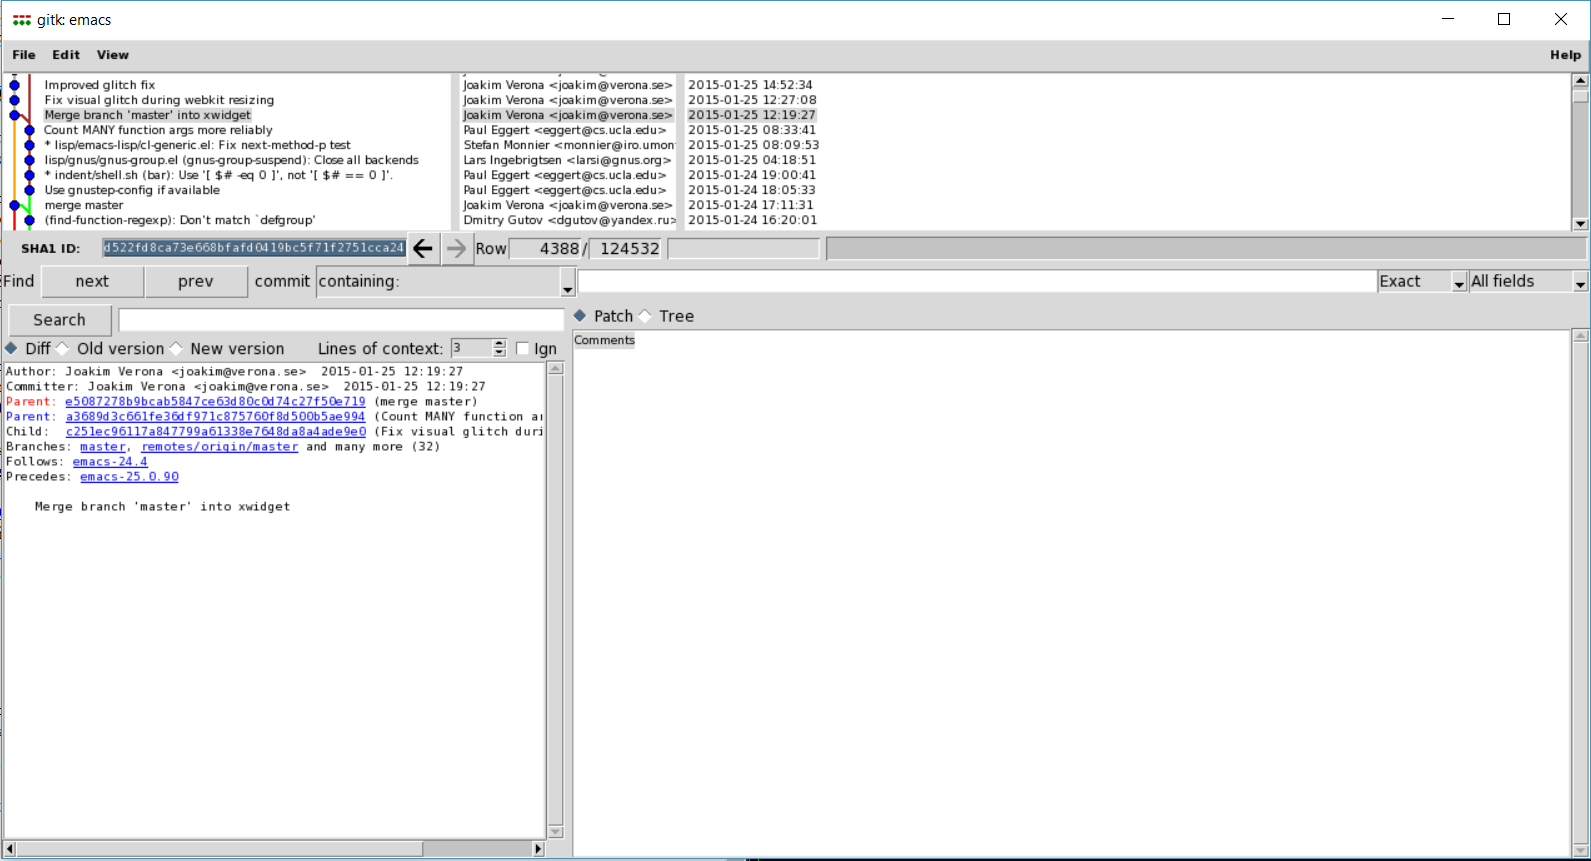 gitk: emacs
File Edit View Help
Improved glitch fix Joakim Verona <joakim@verona.se> 2015-01-25 14:52:34
Fix visual glitch during webkit resizing Joakim Verona <joakim@verona.se> 2015-01-25 12:27:08
Merge branch 'master' into xwidget Joakim Verona <joakim@verona.se> 2015-01-25 12:19:27
Count MANY function args more reliably Paul Eggert <eggert@cs.ucla.edu> 2015-01-25 08:33:41
* lisp/emacs-lisp/cl-generic.el: Fix next-method-p test Stefan Monnier <monnier@iro.umon 2015-01-25 08:09:53
lisp/gnus/gnus-group.el (gnus-group-suspend): Close all backends Lars Ingebrigtsen <larsi@gnus.org> 2015-01-25 04:18:51
* indent/shell.sh (bar): Use '[ $# -eq 0 ]', not '[ $# == 0 ]'. Paul Eggert <eggert@cs.ucla.edu> 2015-01-24 19:00:41
Use gnustep-config if available Paul Eggert <eggert@cs.ucla.edu> 2015-01-24 18:05:33
merge master Joakim Verona <joakim@verona.se> 2015-01-24 17:11:31
(find-function-regexp): Don't match `defgroup' Dmitry Gutov <dgutov@yandex.ru> 2015-01-24 16:20:01
SHA1 ID: d522fd8ca73e668bfafd0419bc5f71f2751cca24 Row 4388 / 124532
Find next prev commit containing: Exact All fields
Search
Patch Tree
Diff Old version New version Lines of context: 3 Ign
Comments
Author: Joakim Verona <joakim@verona.se> 2015-01-25 12:19:27
Committer: Joakim Verona <joakim@verona.se> 2015-01-25 12:19:27
Parent: e5087278b9bcab5847ce63d80c0d74c27f50e719 (merge master)
Parent: a3689d3c661fe36df971c875760f8d500b5ae994 (Count MANY function ar
Child: c251ec96117a847799a61338e7648da8a4ade9e0 (Fix visual glitch duri
Branches: master, remotes/origin/master and many more (32)
Follows: emacs-24.4
Precedes: emacs-25.0.90
Merge branch 'master' into xwidget